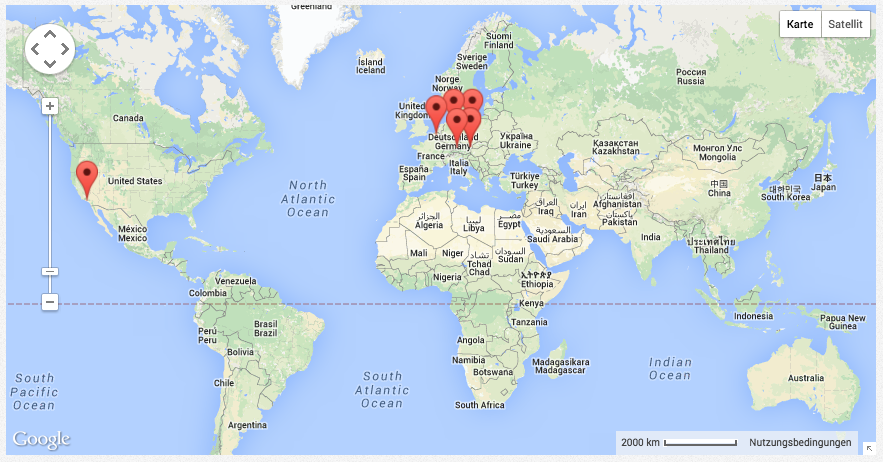 Greenland
Karte
Satellit
Suomi
Finland
Ísland
Iceland
Sverige
Sweden
Norge
Norway
Россия
Russia
Canada
United
Kingdom
Deutschland
Germany
Україна
Ukraine
Қазақстан
Kazakhstan
Монгол Улс
Mongolia
France
Italia
Italy
España
Spain
Türkiye
Turkey
United States
North
Atlantic
Ocean
中国
China
日本
Japan
대한민국
South Korea
México
Mexico
الجزائر
Algeria
ليبيا
Libya
مصر
Egypt
العراق
Iraq
ایران
Iran
افغانستان
Afghanistan
پاکستان
Pakistan
السعودية
Saudi Arabia
India
ประเทศไทย
Thailand
Mali
Niger
تشاد
Tchad
Chad
السودان
Sudan
Nigeria
ኢትዮጵያ
Ethiopia
Venezuela
Colombia
Kenya
Indonesia
Papua New
Guinea
Perú
Peru
Brasil
Brazil
Tanzania
Bolivia
Angola
Namibia
Botswana
Madagasikara
Madagascar
Indian
Ocean
South
Pacific
Ocean
Chile
South
Atlantic
Ocean
Australia
South Africa
Argentina
Google
2000 km
Nutzungsbedingungen